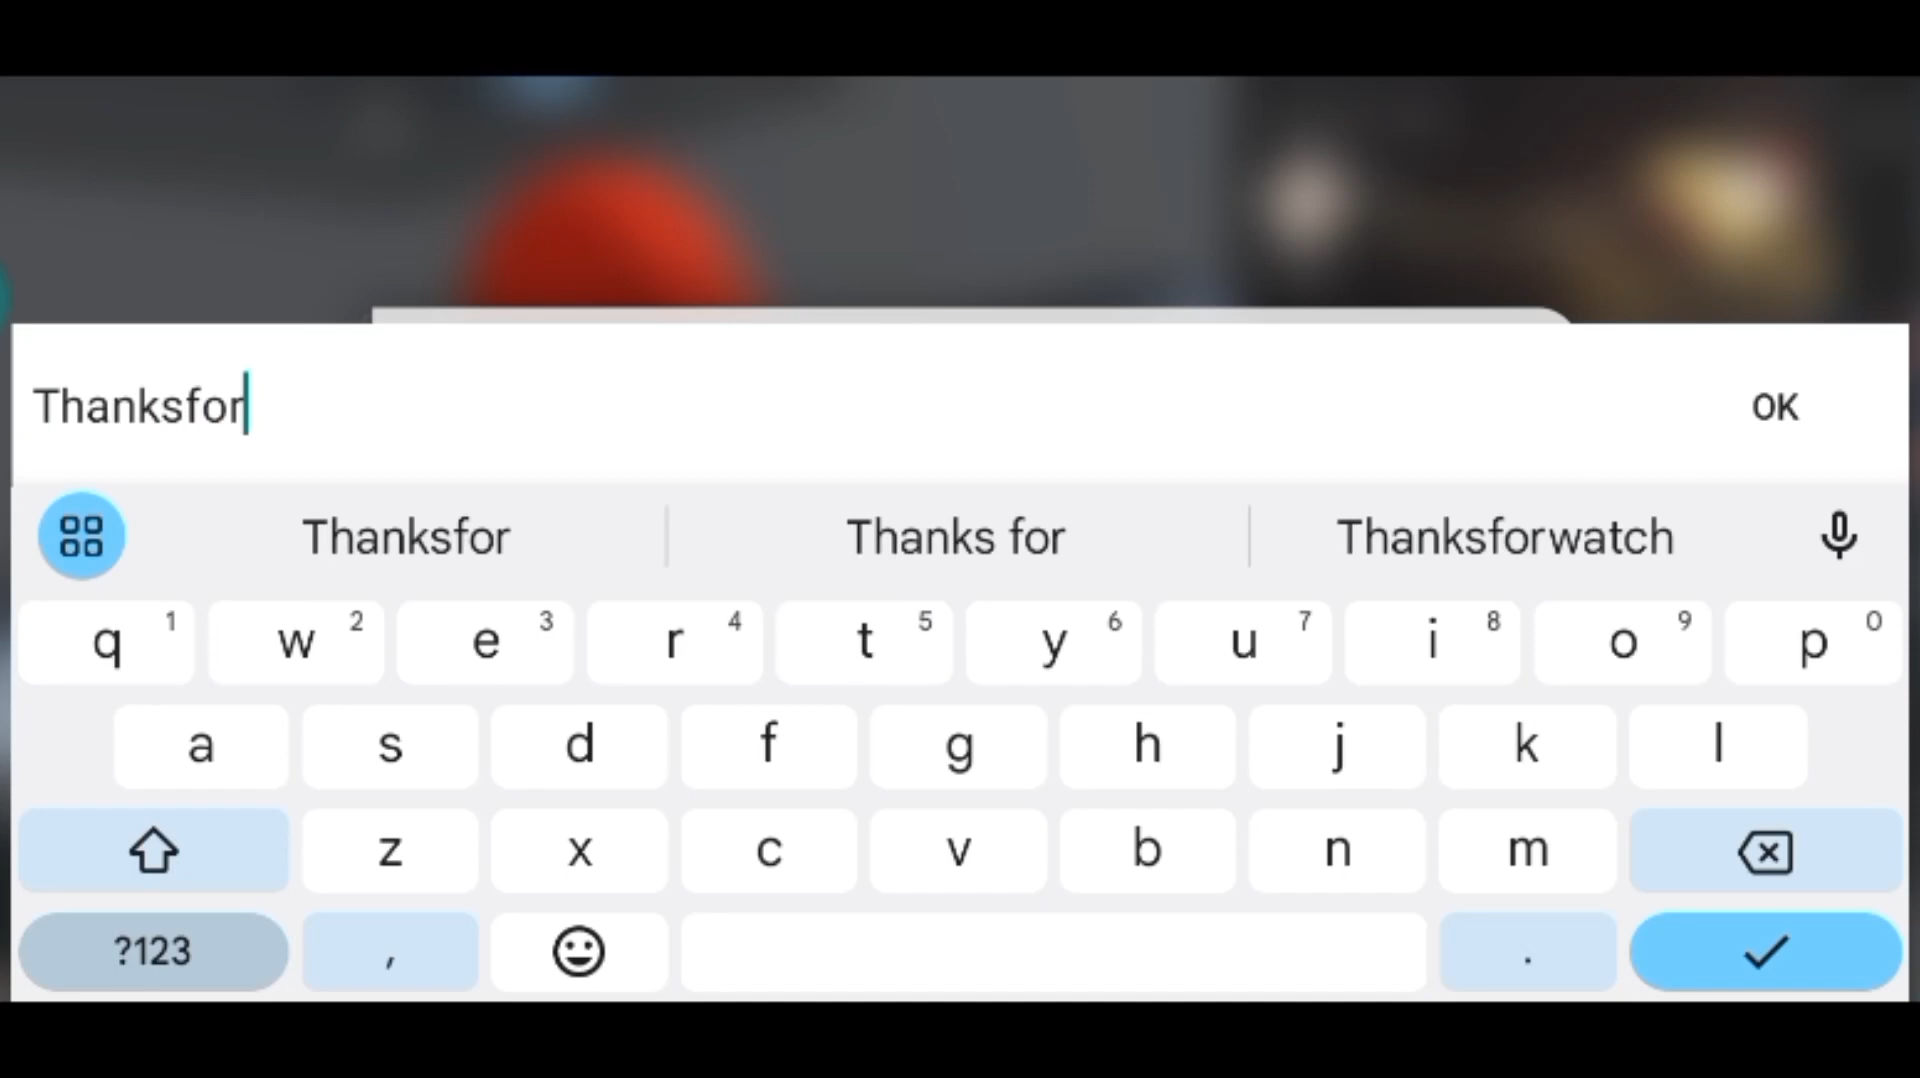 Thanksfor OK
Thanksfor Thanks for Thanksforwatch
q 1 w 2 e 3 r 4 t 5 y 6 u 7 i 8 o 9 p 0
a s d f g h j k l
z x c v b n m
?123 , .